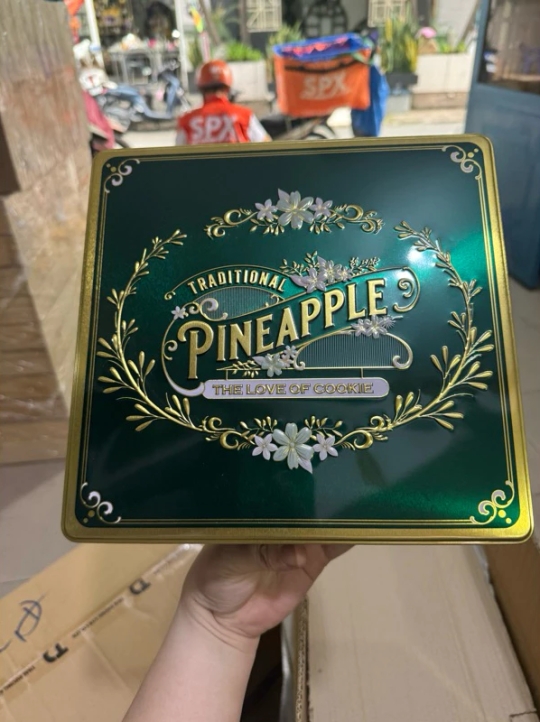 SPX
SPX
TRADITIONAL
PINEAPPLE
THE LOVE OF COOKIE